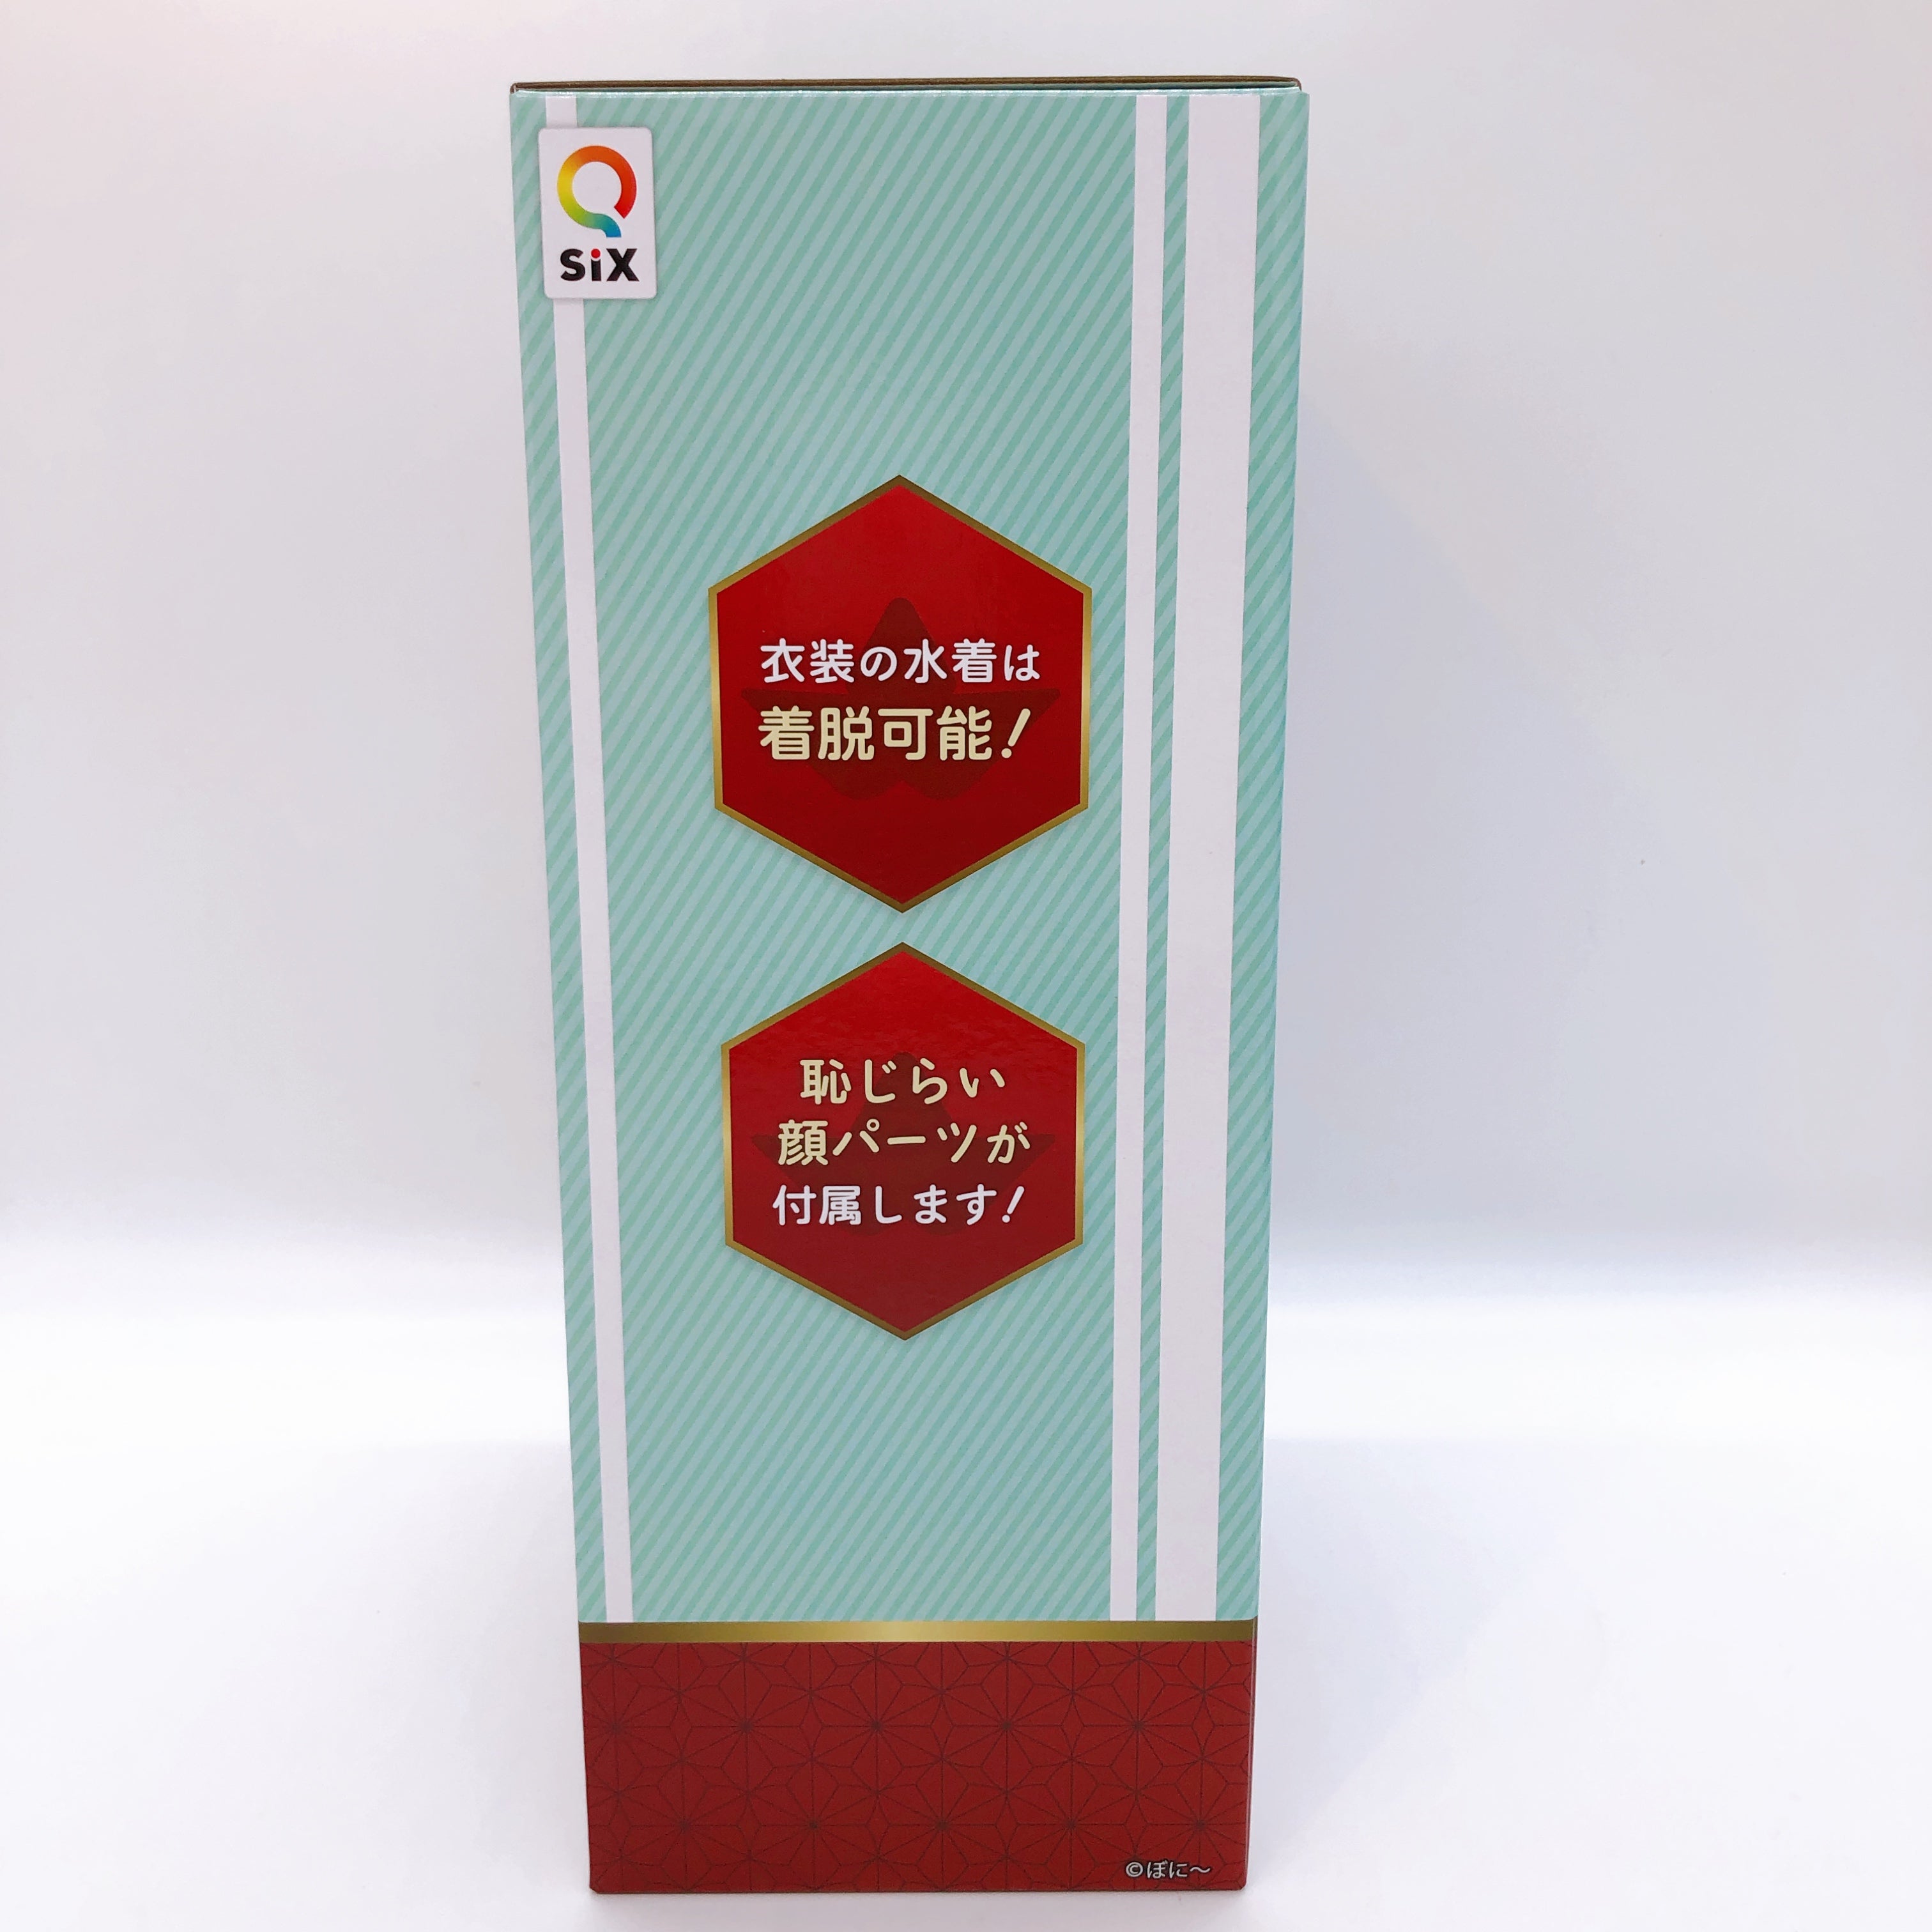 SiX
衣装の水着は
着脱可能！
恥じらい
顔パーツが
付属します！
©ぼに～